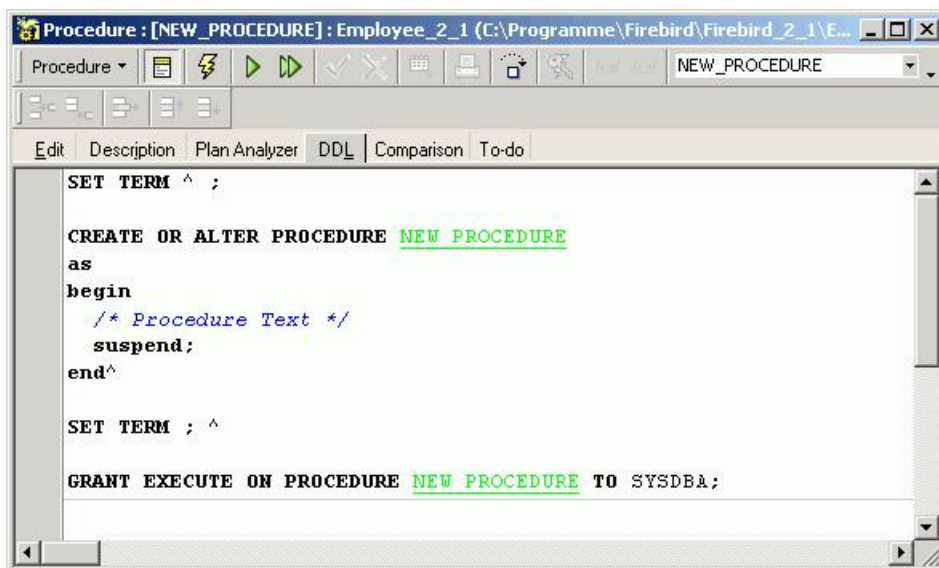 Procedure : [NEW_PROCEDURE] : Employee_2_1 (C:\Programme\Firebird\Firebird_2_1\E...
Procedure NEW_PROCEDURE
Edit Description Plan Analyzer DDL Comparison To-do
SET TERM ^ ;
CREATE OR ALTER PROCEDURE NEW_PROCEDURE
as
begin
/* Procedure Text */
suspend;
end^
SET TERM ; ^
GRANT EXECUTE ON PROCEDURE NEW_PROCEDURE TO SYSDBA;